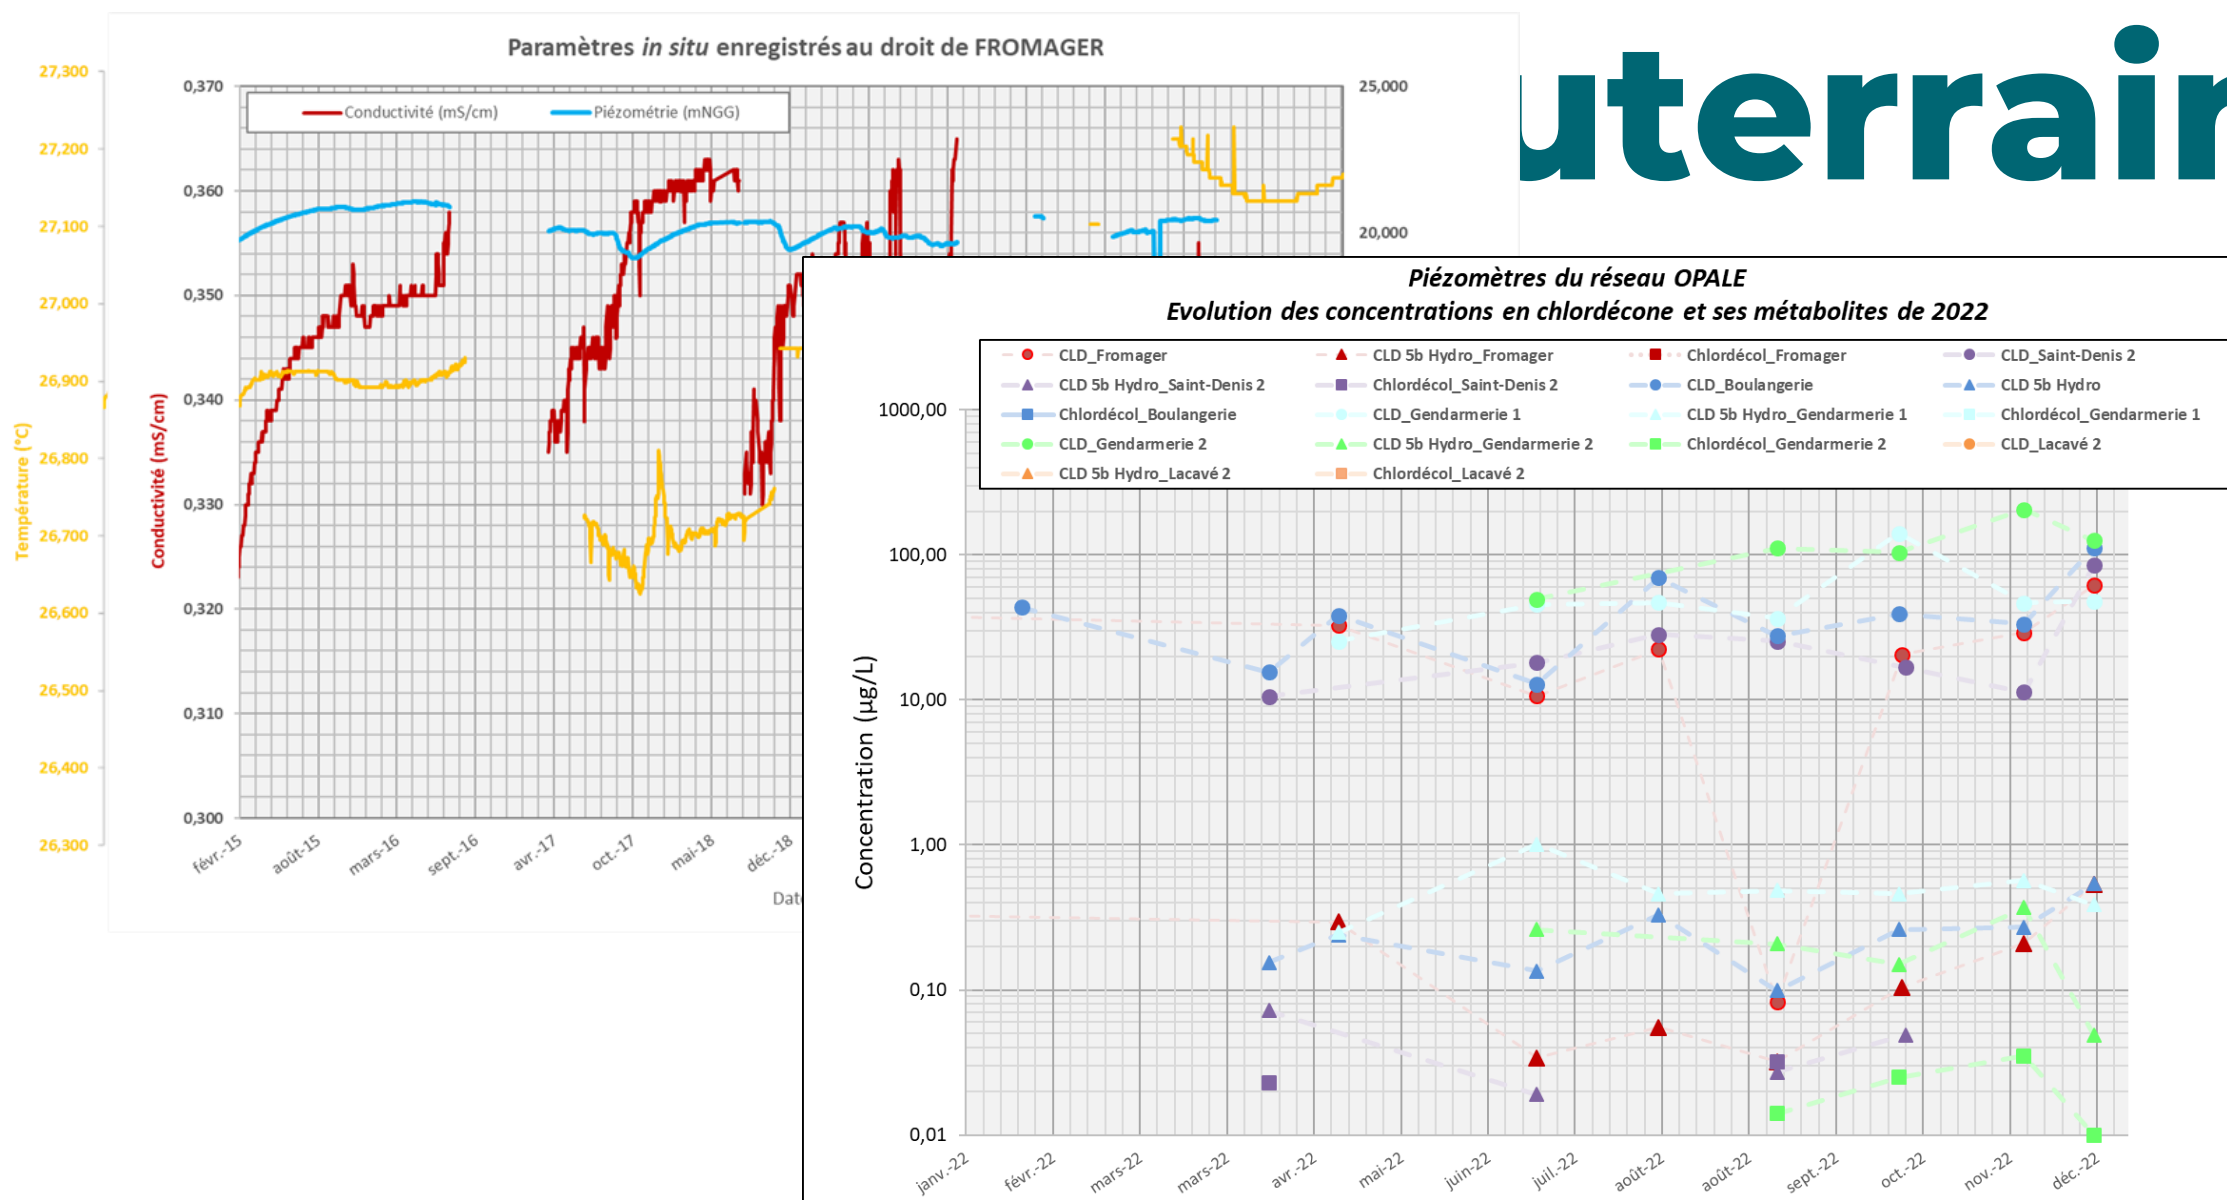 uterrair
Paramètres in situ enregistrés au droit de FROMAGER
Conductivité (mS/cm)
Piézométrie (mNGG)
27,300
27,200
27,100
27,000
26,900
26,800
26,700
26,600
26,500
26,400
26,300
Température (°C)
0,370
0,360
0,350
0,340
0,330
0,320
0,310
0,300
Conductivité (mS/cm)
25,000
20,000
févr.-15
août-15
mars-16
sept.-16
avr.-17
oct.-17
mai-18
déc.-18
Date
Piézomètres du réseau OPALE
Evolution des concentrations en chlordécone et ses métabolites de 2022
CLD_Fromager
CLD 5b Hydro_Fromager
Chlordécol_Fromager
CLD_Saint-Denis 2
CLD 5b Hydro_Saint-Denis 2
Chlordécol_Saint-Denis 2
CLD_Boulangerie
CLD 5b Hydro
Chlordécol_Boulangerie
CLD_Gendarmerie 1
CLD 5b Hydro_Gendarmerie 1
Chlordécol_Gendarmerie 1
CLD_Gendarmerie 2
CLD 5b Hydro_Gendarmerie 2
Chlordécol_Gendarmerie 2
CLD_Lacavé 2
CLD 5b Hydro_Lacavé 2
Chlordécol_Lacavé 2
1000,00
100,00
10,00
1,00
0,10
0,01
Concentration (µg/L)
janv.-22
févr.-22
mars-22
mars-22
avr.-22
mai-22
juin-22
juil.-22
août-22
août-22
sept.-22
oct.-22
nov.-22
déc.-22